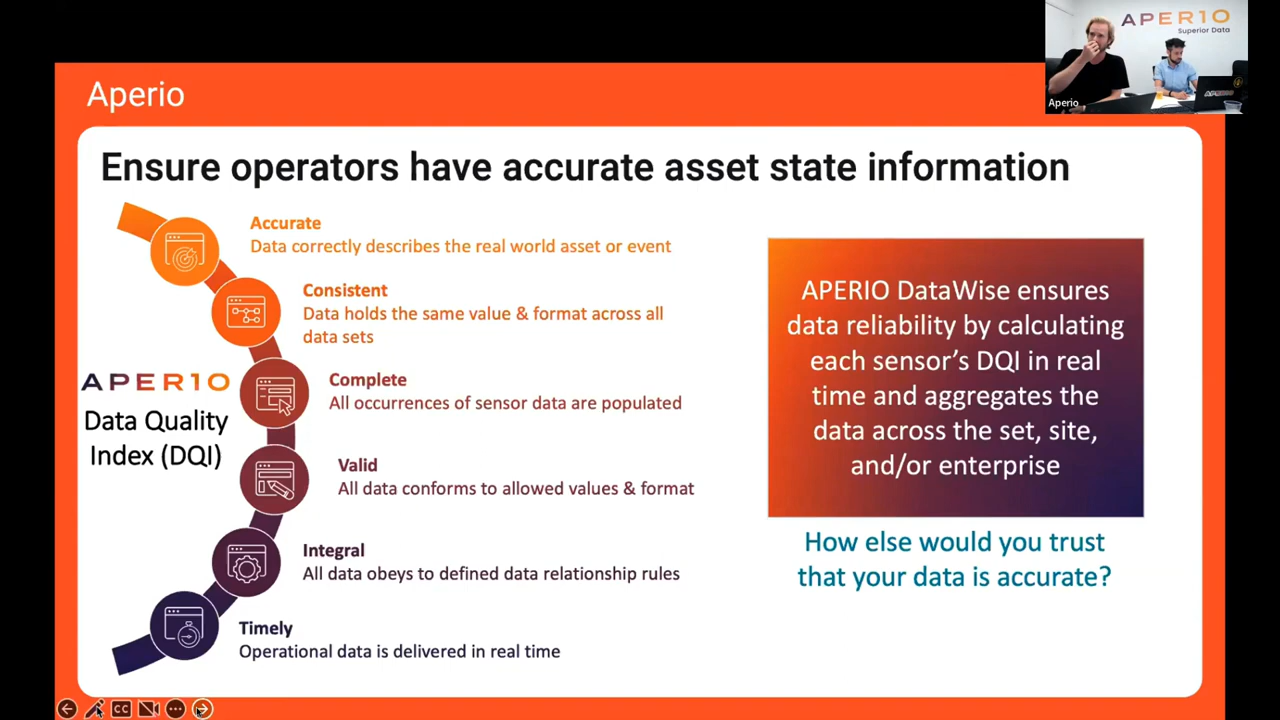 APER1O
Superior Data
APERIO
Aperio
Aperio
Ensure operators have accurate asset state information
Accurate
Data correctly describes the real world asset or event
Consistent
Data holds the same value & format across all
data sets
Complete
All occurrences of sensor data are populated
APER1O
Data Quality
Index (DQI)
Valid
All data conforms to allowed values & format
Integral
All data obeys to defined data relationship rules
Timely
Operational data is delivered in real time
APERIO DataWise ensures
data reliability by calculating
each sensor's DQI in real
time and aggregates the
data across the set, site,
and/or enterprise
How else would you trust
that your data is accurate?
CC